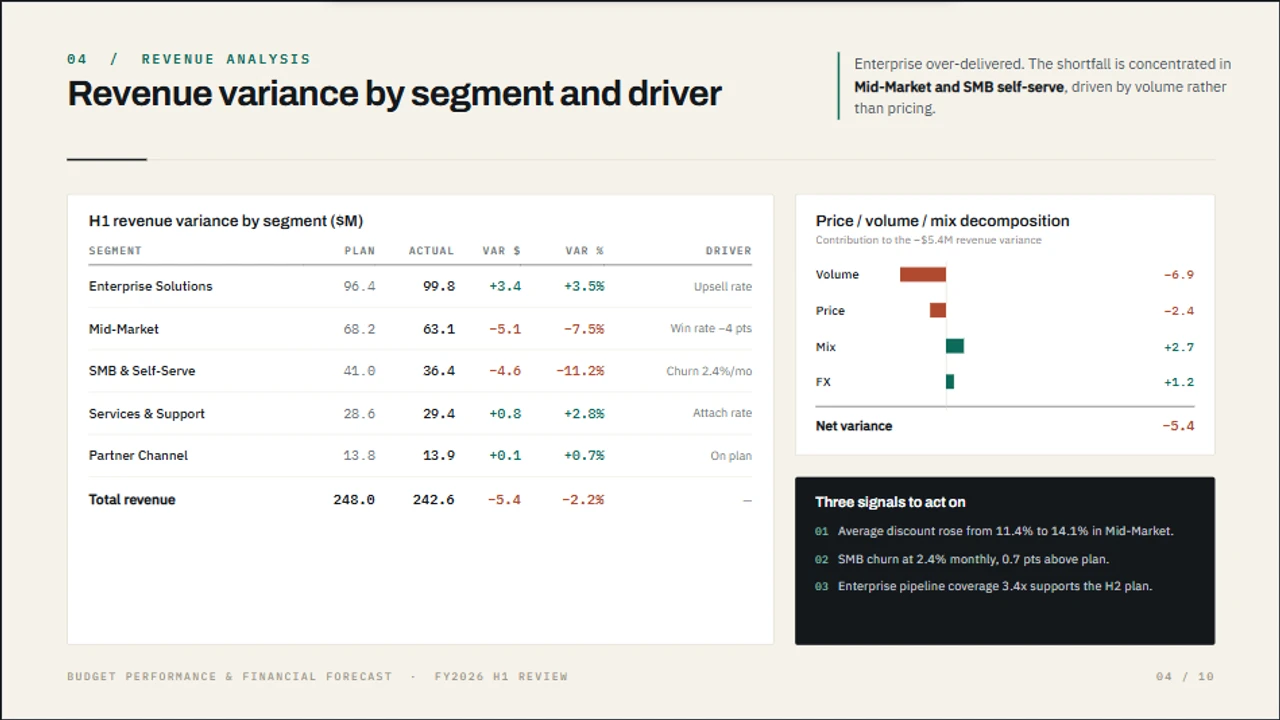 04 / REVENUE ANALYSIS
Revenue variance by segment and driver
Enterprise over-delivered. The shortfall is concentrated in
Mid-Market and SMB self-serve, driven by volume rather
than pricing.
H1 revenue variance by segment ($M)
SEGMENT PLAN ACTUAL VAR $ VAR % DRIVER
Enterprise Solutions 96.4 99.8 +3.4 +3.5% Upsell rate
Mid-Market 68.2 63.1 −5.1 −7.5% Win rate −4 pts
SMB & Self-Serve 41.0 36.4 −4.6 −11.2% Churn 2.4%/mo
Services & Support 28.6 29.4 +0.8 +2.8% Attach rate
Partner Channel 13.8 13.9 +0.1 +0.7% On plan
Total revenue 248.0 242.6 −5.4 −2.2% —
Price / volume / mix decomposition
Contribution to the −$5.4M revenue variance
Volume −6.9
Price −2.4
Mix +2.7
FX +1.2
Net variance −5.4
Three signals to act on
01 Average discount rose from 11.4% to 14.1% in Mid-Market.
02 SMB churn at 2.4% monthly, 0.7 pts above plan.
03 Enterprise pipeline coverage 3.4x supports the H2 plan.
BUDGET PERFORMANCE & FINANCIAL FORECAST · FY2026 H1 REVIEW
04 / 10